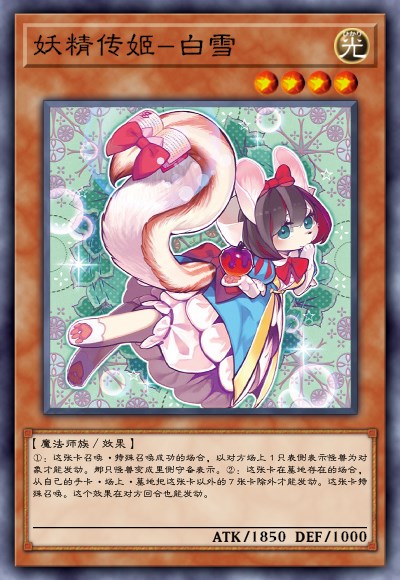 妖精传姬-白雪
光
【魔法师族/效果】
①：这张卡召唤·特殊召唤成功的场合，以对方场上1只表侧表示怪兽为对
象才能发动。那只怪兽变成里侧守备表示。②：这张卡在墓地存在的场合，
从自己的手卡·场上·墓地把这张卡以外的7张卡除外才能发动。这张卡特
殊召唤。这个效果在对方回合也能发动。
ATK/1850 DEF/1000